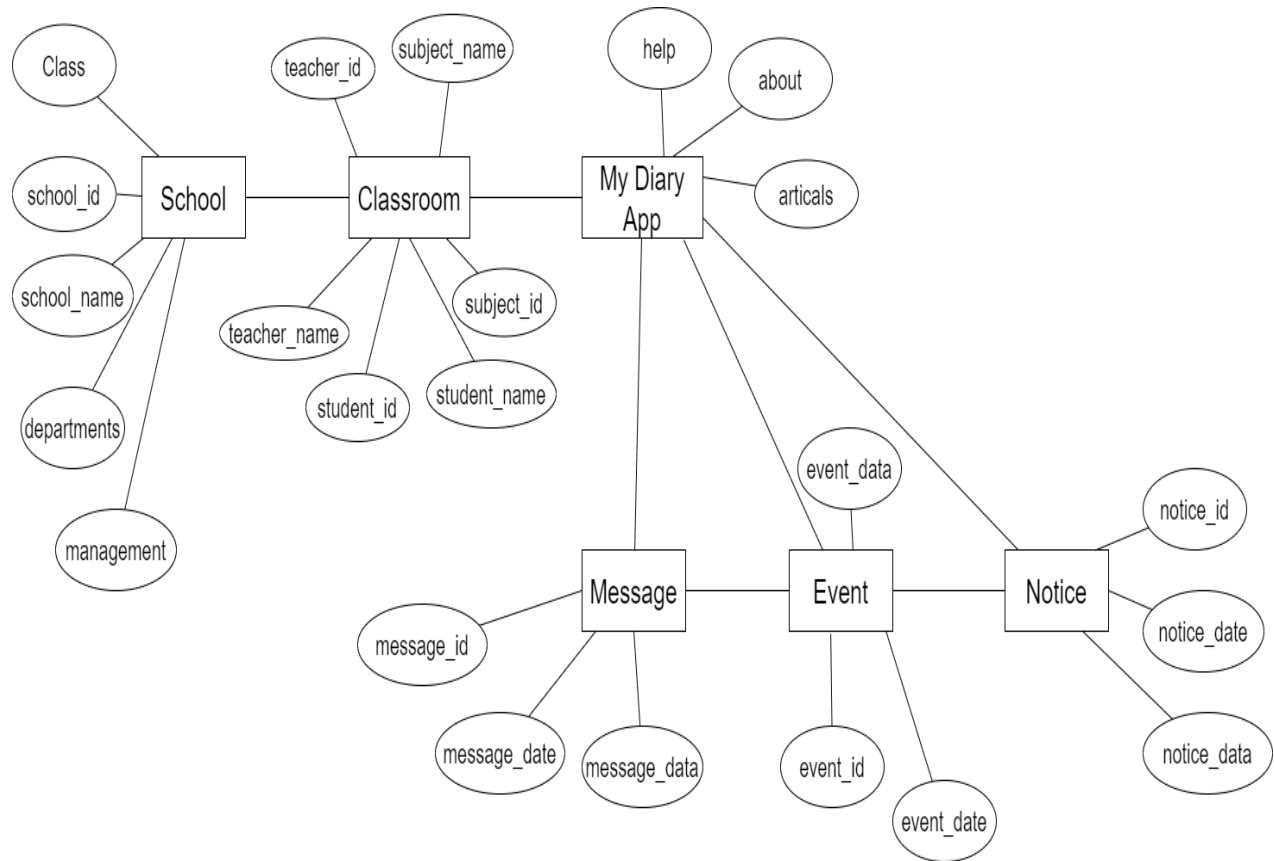 help
subject_name
Class
teacher_id
about
school_id
School
Classroom
My Diary
App
articals
school_name
subject_id
teacher_name
student_name
student_id
departments
event_data
notice_id
management
Message
Event
Notice
message_id
notice_date
message_date
message_data
event_id
notice_data
event_date